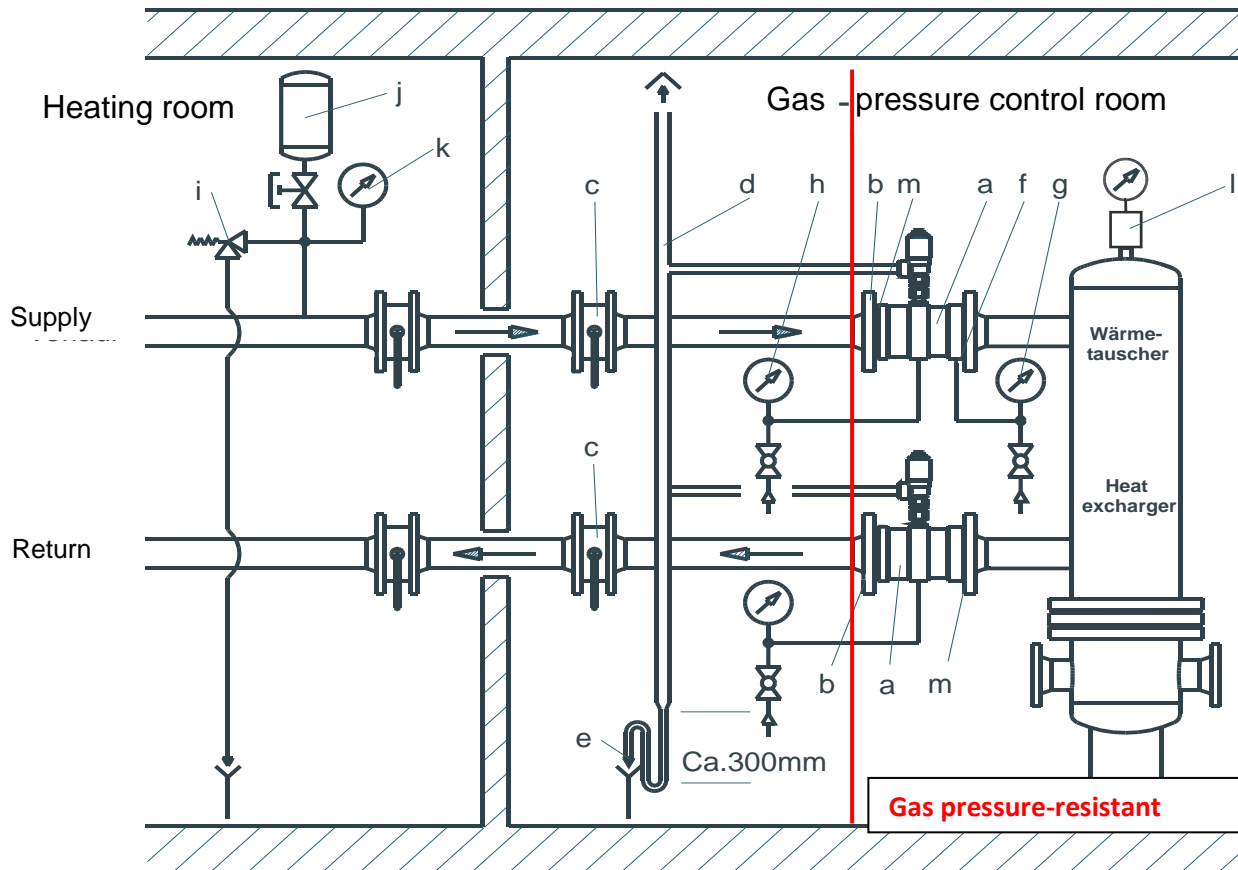 Heating room
Gas - pressure control room
j
k
i
c
d
h
b
m
a
f
g
l
Supply
Wärme-
tauscher
c
Heat
excharger
Return
b
a
m
e
Ca.300mm
Gas pressure-resistant